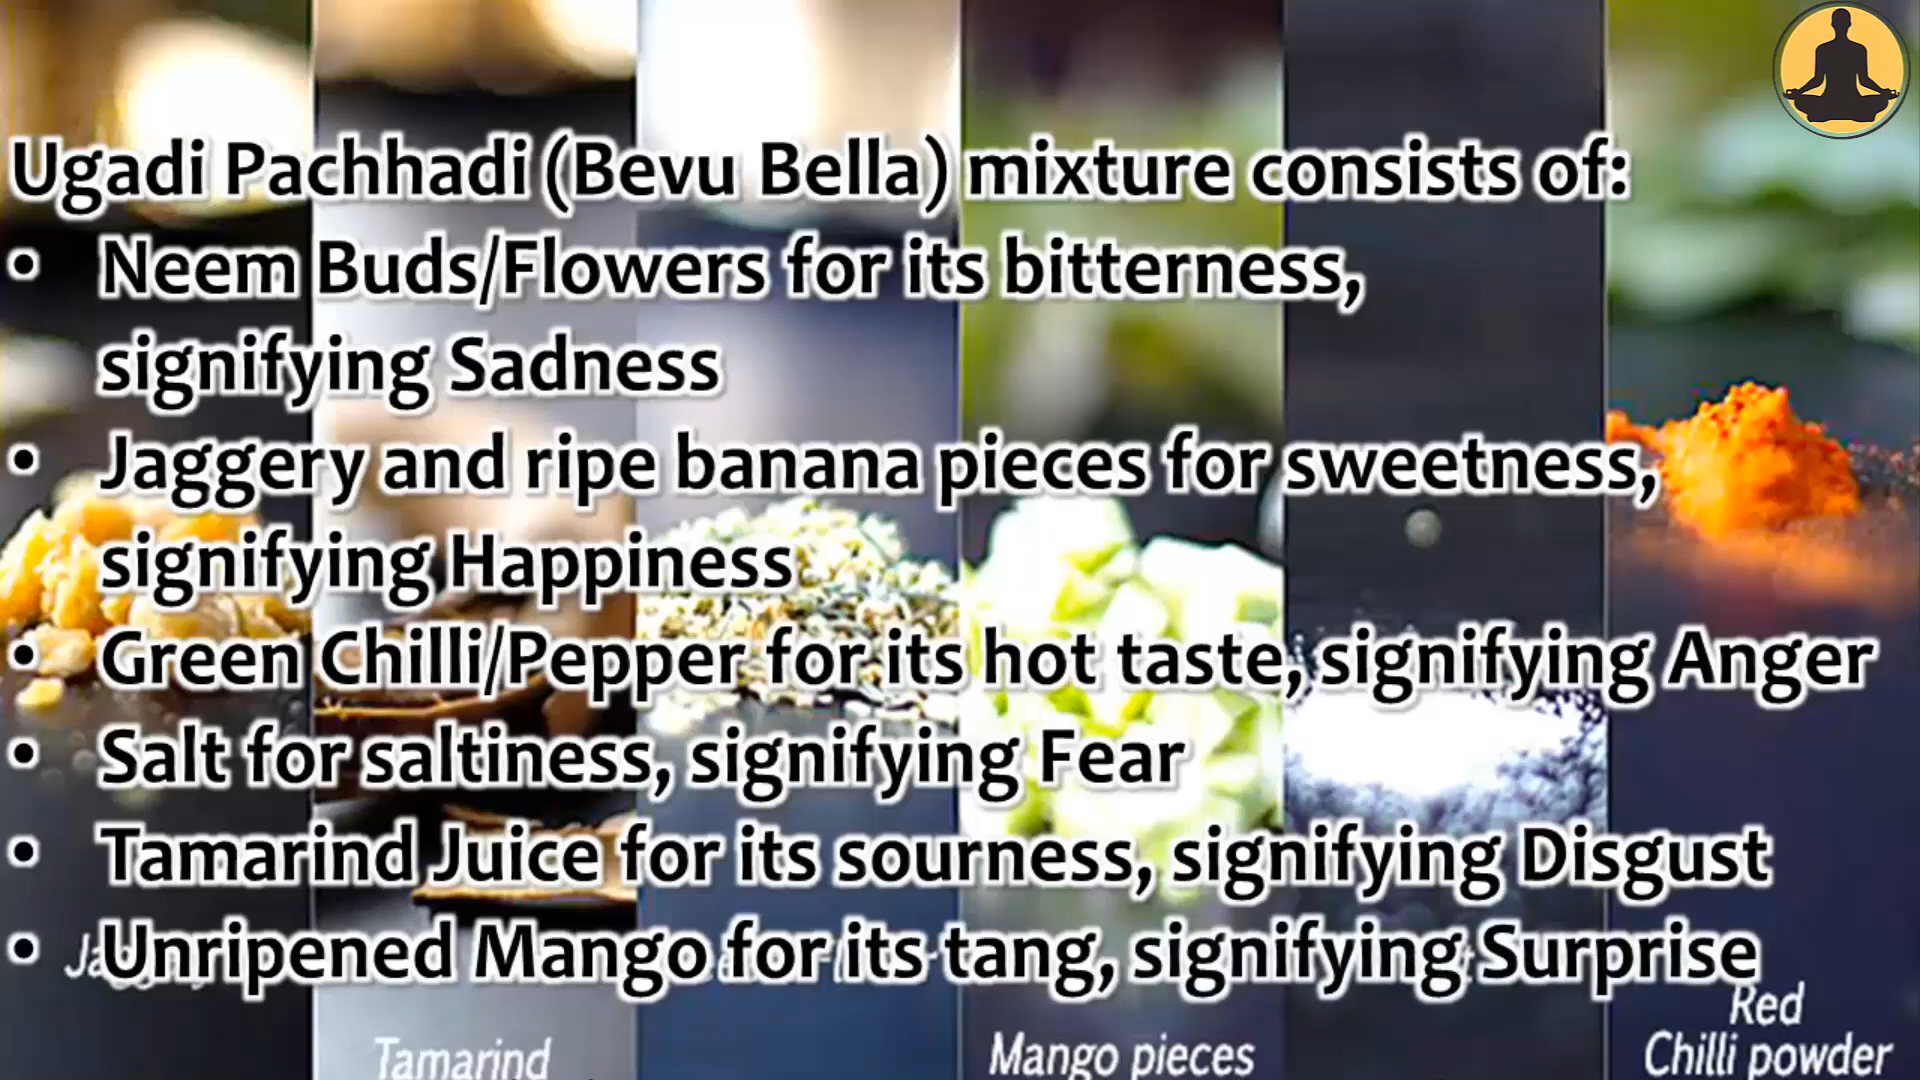 Ugadi Pachhadi (Bevu Bella) mixture consists of:
• Neem Buds/Flowers for its bitterness,
signifying Sadness
• Jaggery and ripe banana pieces for sweetness,
signifying Happiness
• Green Chilli/Pepper for its hot taste, signifying Anger
• Salt for saltiness, signifying Fear
• Tamarind Juice for its sourness, signifying Disgust
• Unripened Mango for its tang, signifying Surprise
Tamarind
Mango pieces
Red
Chilli powder